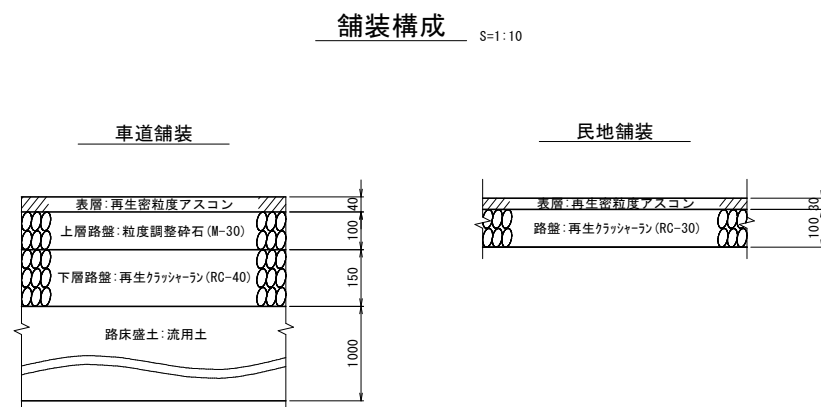 舗装構成 S=1:10
車道舗装
表層:再生密粒度アスコン
40
上層路盤:粒度調整砕石(M-30)
100
下層路盤:再生クラッシャーラン(RC-40)
150
路床盛土:流用土
1000
民地舗装
表層:再生密粒度アスコン
30
路盤:再生クラッシャーラン(RC-30)
100